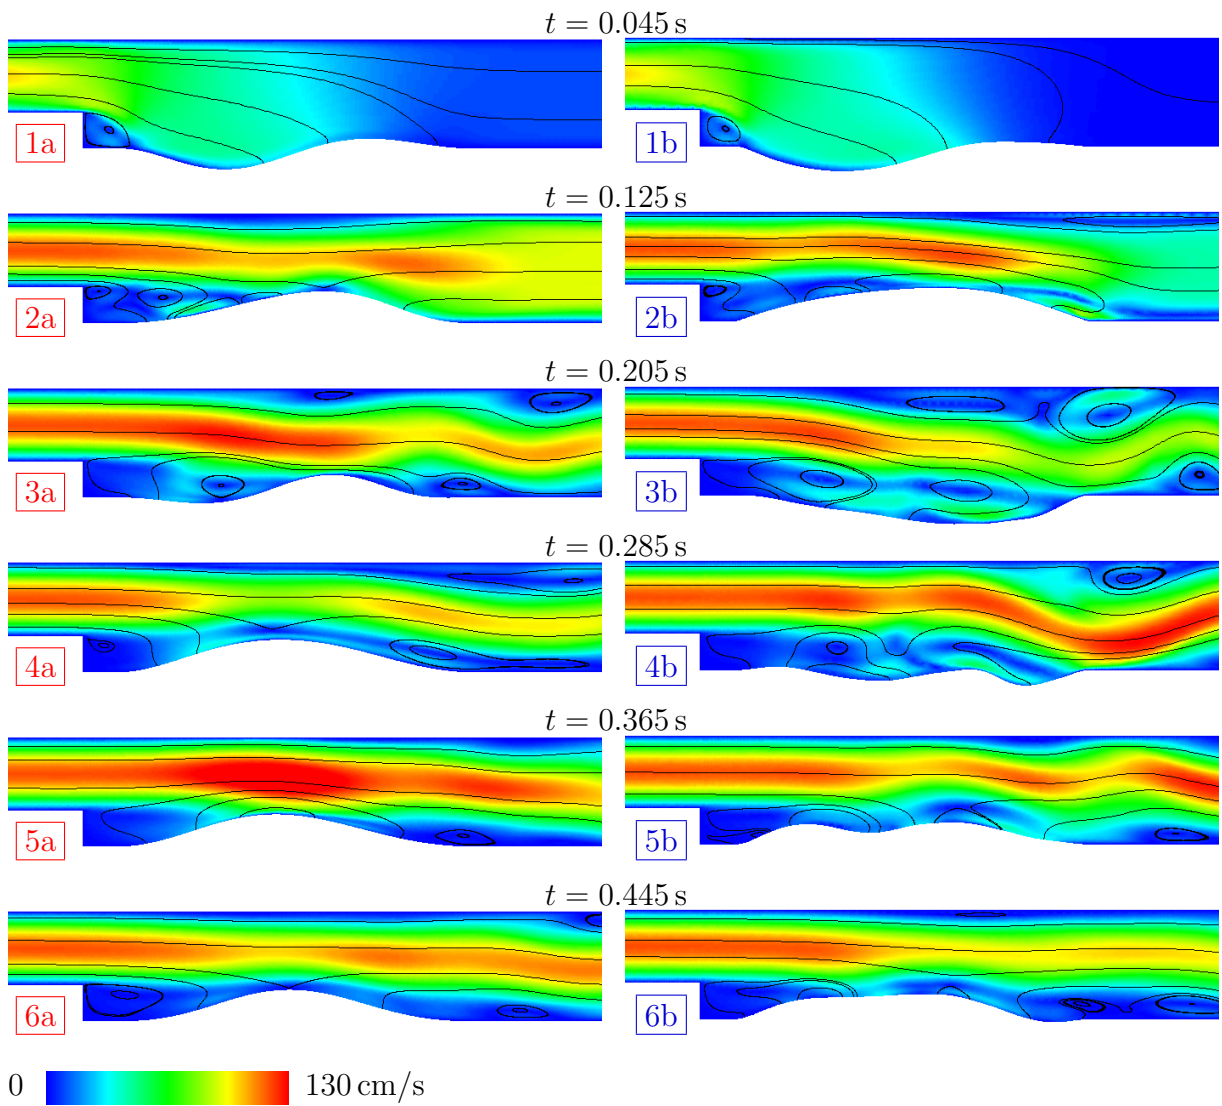 t = 0.045 s
1a
1b
t = 0.125 s
2a
2b
t = 0.205 s
3a
3b
t = 0.285 s
4a
4b
t = 0.365 s
5a
5b
t = 0.445 s
6a
6b
0 130 cm/s